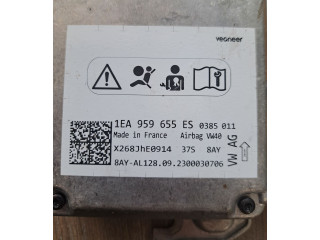 veoneer
1EA 959 655 ES 0385 011
Made in France Airbag VW40
X268JhE0914 37S 8AY
8AY-AL128.09.2300030706
VW AG